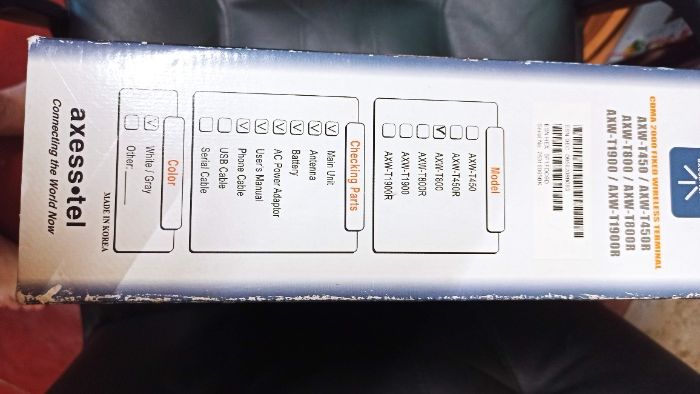 CDMA 2000 FIXED WIRELESS TERMINAL
AXW-T450 / AXW-T450R
AXW-T800 / AXW-T800R
AXW-T1900 / AXW-T1900R
Model
AXW-T450
AXW-T450R
AXW-T800
AXW-T800R
AXW-T1900
AXW-T1900R
Checking Parts
Main Unit
Antenna
Battery
AC Power Adaptor
User's Manual
Phone Cable
USB Cable
Serial Cable
Color
White / Gray
Other:
MADE IN KOREA
axess•tel
Connecting the World Now